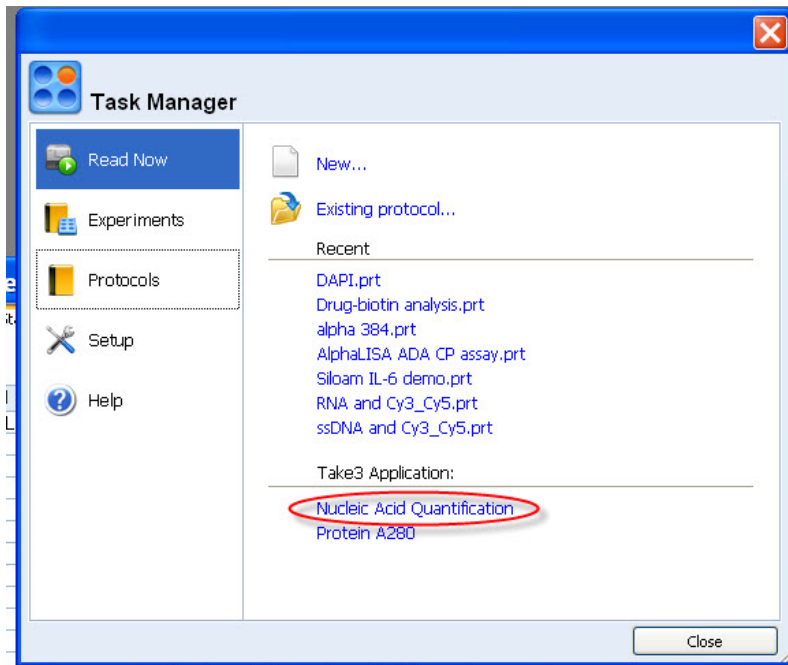 Task Manager
Read Now
Experiments
Protocols
Setup
Help
New...
Existing protocol...
Recent
DAPI.prt
Drug-biotin analysis.prt
alpha 384.prt
AlphaLISA ADA CP assay.prt
Siloam IL-6 demo.prt
RNA and Cy3_Cy5.prt
ssDNA and Cy3_Cy5.prt
Take3 Application:
Nucleic Acid Quantification
Protein A280
Close